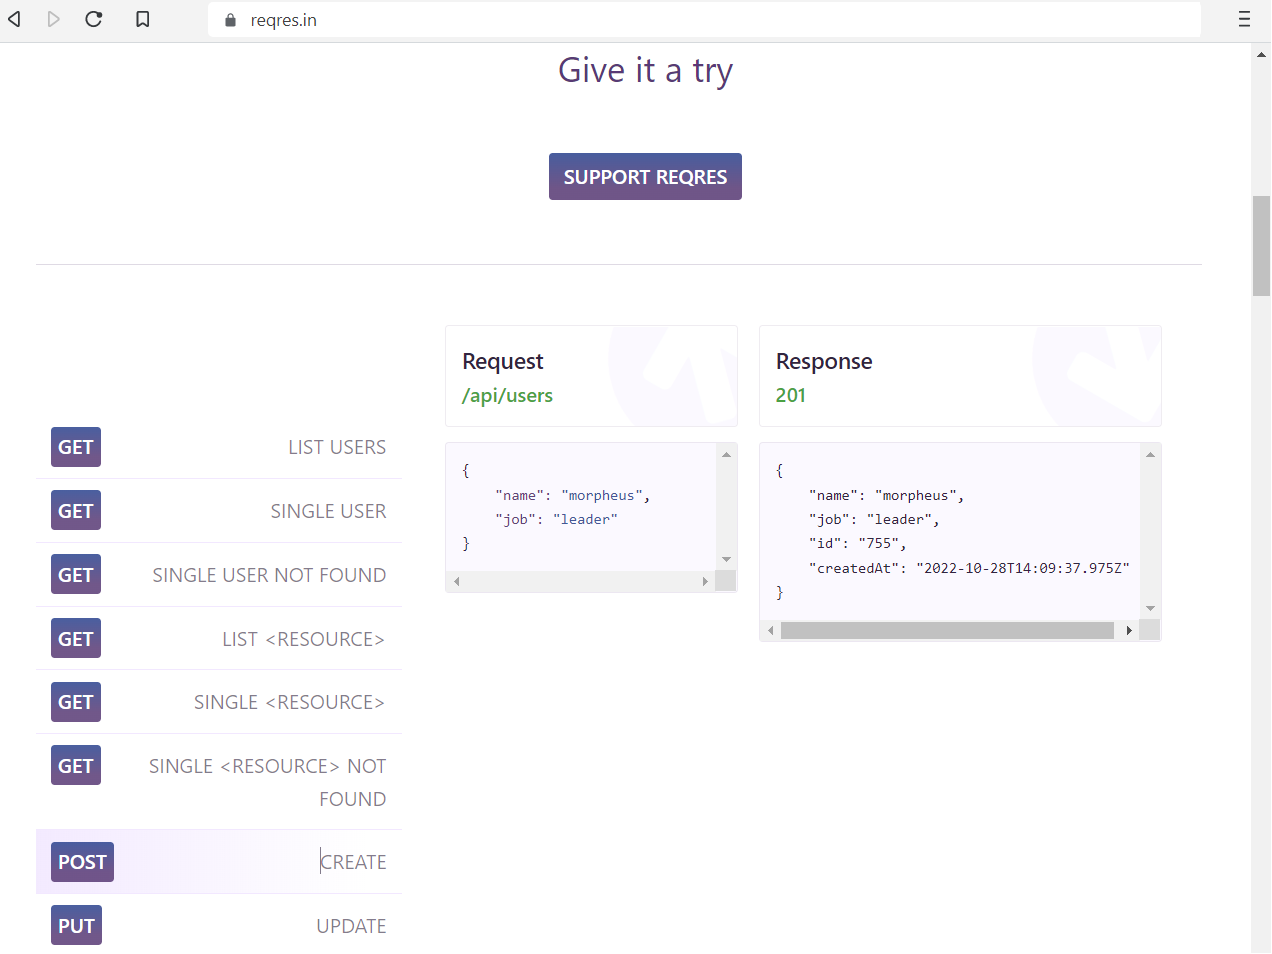 reqres.in
Give it a try
SUPPORT REQRES
GET LIST USERS
GET SINGLE USER
GET SINGLE USER NOT FOUND
GET LIST <RESOURCE>
GET SINGLE <RESOURCE>
GET SINGLE <RESOURCE> NOT
FOUND
POST CREATE
PUT UPDATE
Request
/api/users
{
    "name": "morpheus",
    "job": "leader"
}
Response
201
{
    "name": "morpheus",
    "job": "leader",
    "id": "755",
    "createdAt": "2022-10-28T14:09:37.975Z"
}